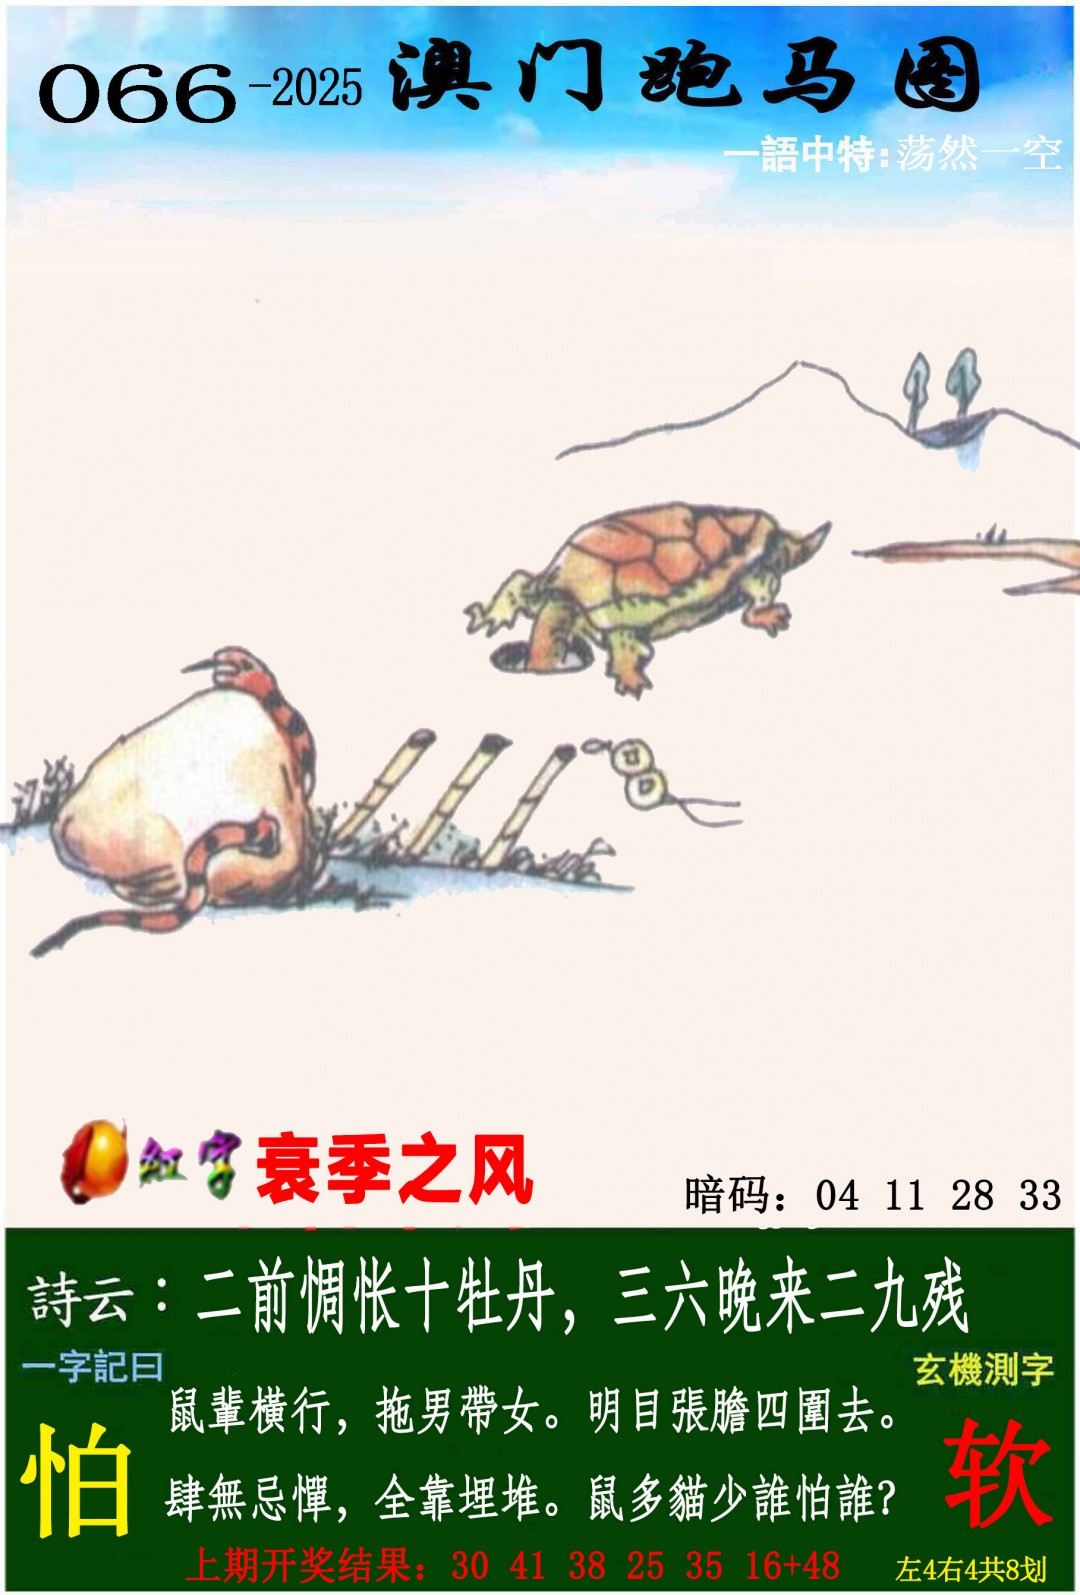 066-2025 澳门跑马图
一語中特:荡然一空
红字 衰季之风
暗码：04 11 28 33
詩云：二前惆怅十牡丹，三六晚来二九残
一字記曰
玄機測字
鼠輩橫行，拖男帶女。明目張膽四圍去。
怕
软
肆無忌憚，全靠埋堆。鼠多貓少誰怕誰?
上期开奖结果：30 41 38 25 35 16+48
左4右4共8划